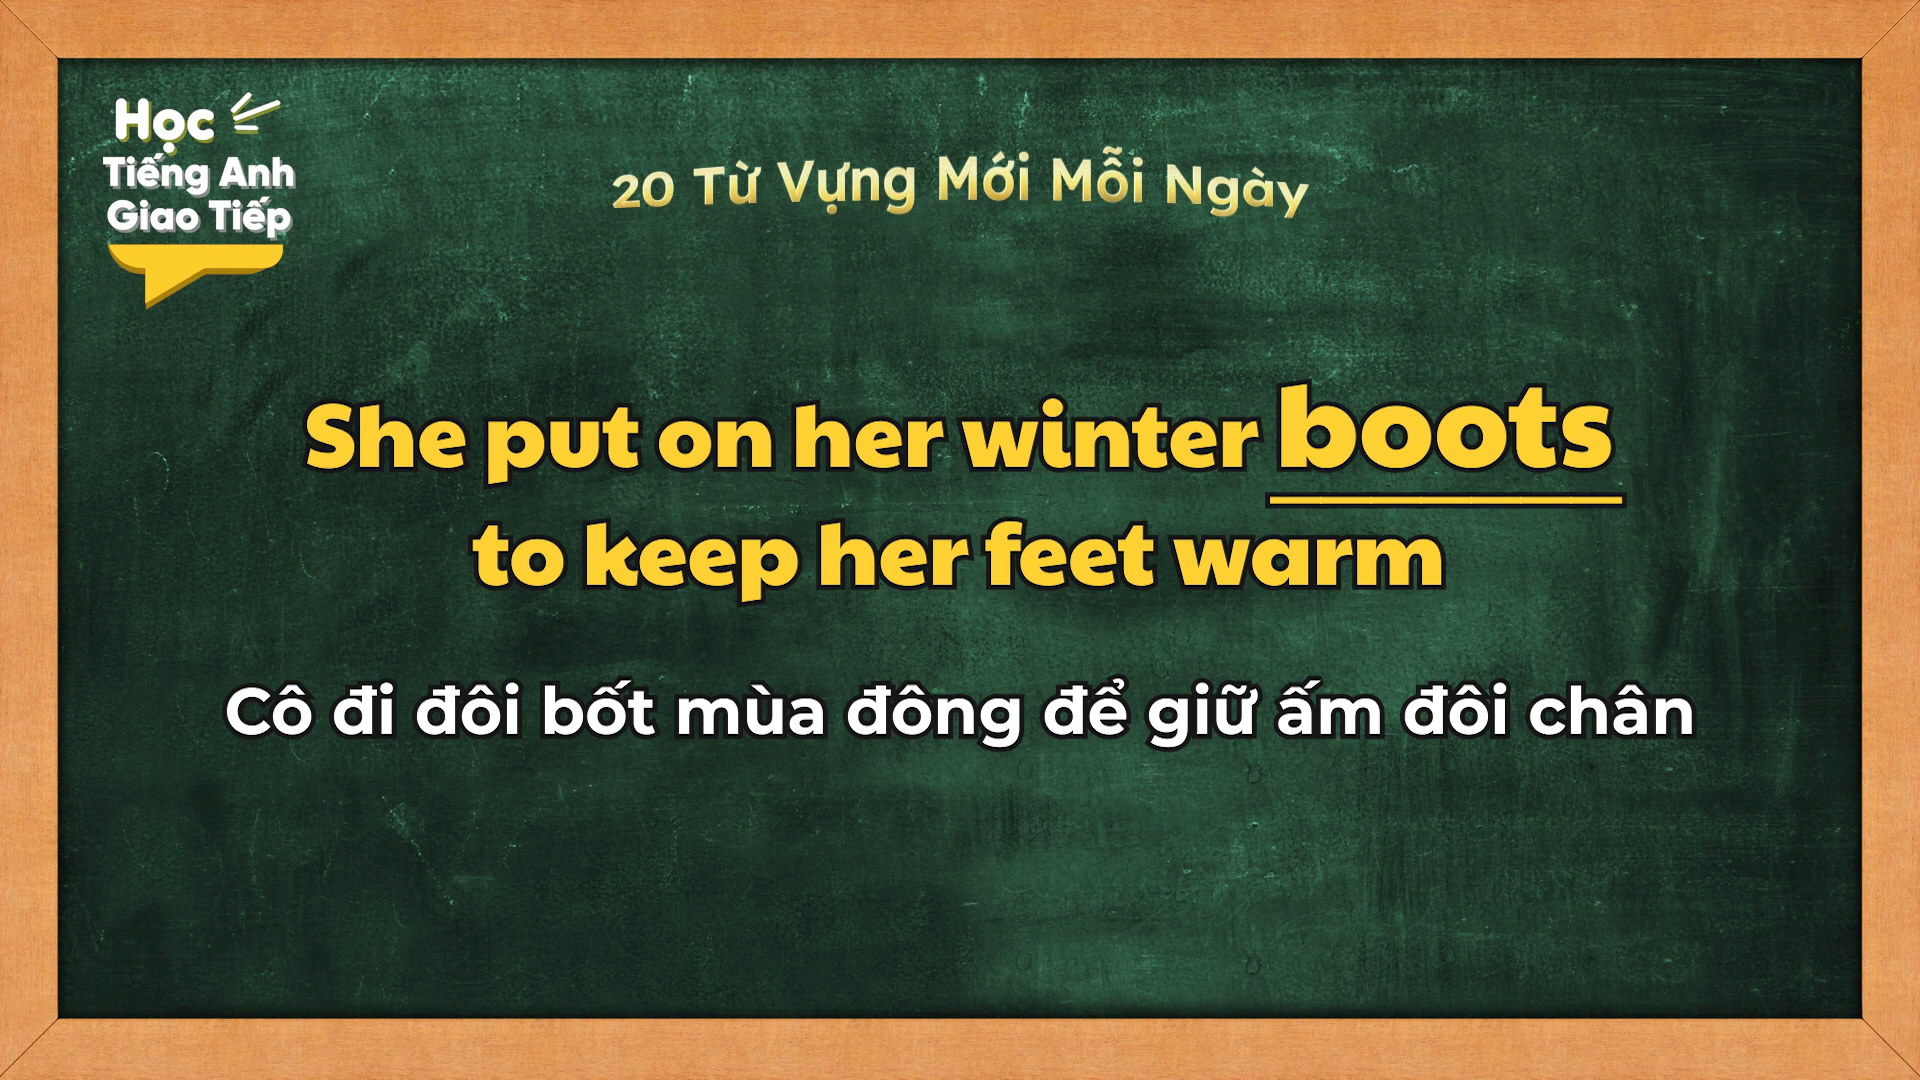 Học
Tiếng Anh
Giao Tiếp
20 Từ Vựng Mới Mỗi Ngày
She put on her winter boots
to keep her feet warm
Cô đi đôi bốt mùa đông để giữ ấm đôi chân